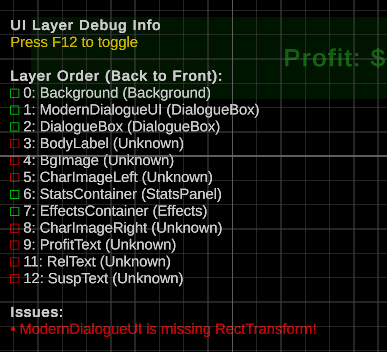 UI Layer Debug Info
Press F12 to toggle
Profit: $
Layer Order (Back to Front):
0: Background (Background)
1: ModernDialogueUI (DialogueBox)
2: DialogueBox (DialogueBox)
3: BodyLabel (Unknown)
4: BgImage (Unknown)
5: CharImageLeft (Unknown)
6: StatsContainer (StatsPanel)
7: EffectsContainer (Effects)
8: CharImageRight (Unknown)
9: ProfitText (Unknown)
11: RelText (Unknown)
12: SuspText (Unknown)
Issues:
• ModernDialogueUI is missing RectTransform!